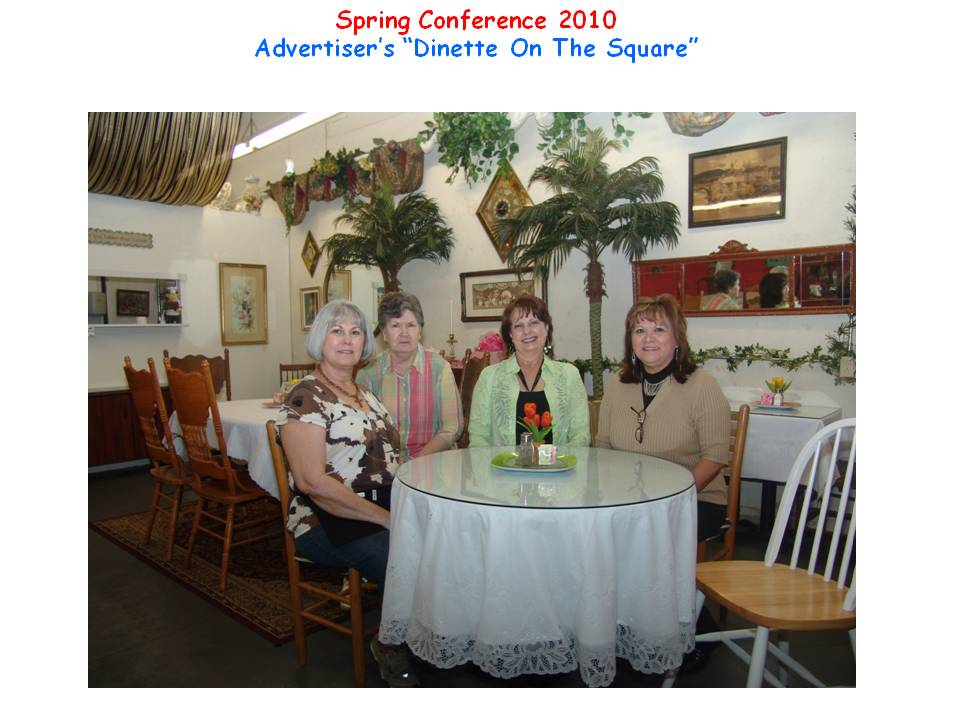 Spring Conference 2010
Advertiser’s “Dinette On The Square”